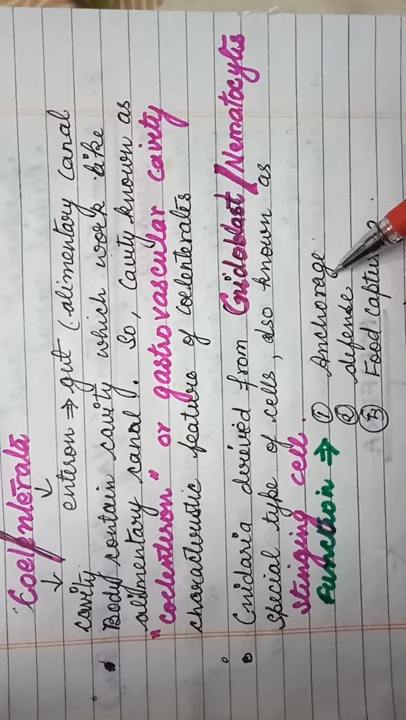 Coelenterata
↓ ↓
cavity enteron → gut (alimentary canal
Body contain cavity which work like
alimentary canal). So, cavity known as
"coelenteron" or gastrovascular cavity
characteristic feature of coelenterates
Cnidaria derived from Cnidoblast/Nematocytes
special type of cells, also known as
stinging cell.
Function → ① Anchorage
② defense
③ Food capture.